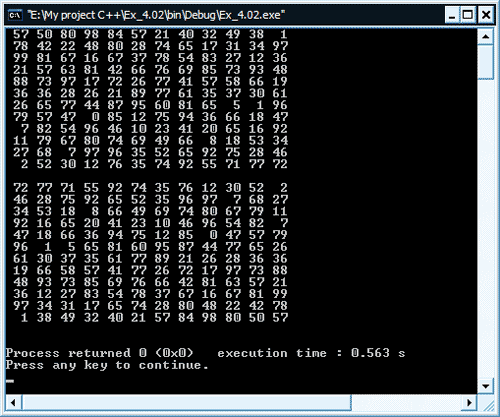 "E:\My project C++\Ex_4.02\bin\Debug\Ex_4.02.exe"
57 50 80 98 84 57 21 40 32 49 38 1
78 42 22 48 80 28 74 65 17 31 34 97
99 81 67 16 67 37 78 54 83 27 12 36
21 57 63 81 42 66 76 69 85 73 93 48
88 73 97 17 72 26 77 41 57 58 66 19
36 36 28 26 21 89 77 61 35 37 30 61
26 65 77 44 87 95 60 81 65 5 1 96
79 57 47 0 85 12 75 94 36 66 18 47
7 82 54 96 46 10 23 41 20 65 16 92
11 79 67 80 74 69 49 66 8 18 53 34
27 68 7 97 96 35 52 65 92 75 28 46
2 52 30 12 76 35 74 92 55 71 77 72
72 77 71 55 92 74 35 76 12 30 52 2
46 28 75 92 65 52 35 96 97 7 68 27
34 53 18 8 66 49 69 74 80 67 79 11
92 16 65 20 41 23 10 46 96 54 82 7
47 18 66 36 94 75 12 85 0 47 57 79
96 1 5 65 81 60 95 87 44 77 65 26
61 30 37 35 61 77 89 21 26 28 36 36
19 66 58 57 41 77 26 72 17 97 73 88
48 93 73 85 69 76 66 42 81 63 57 21
36 12 27 83 54 78 37 67 16 67 81 99
97 34 31 17 65 74 28 80 48 22 42 78
1 38 49 32 40 21 57 84 98 80 50 57
Process returned 0 (0x0) execution time : 0.563 s
Press any key to continue.